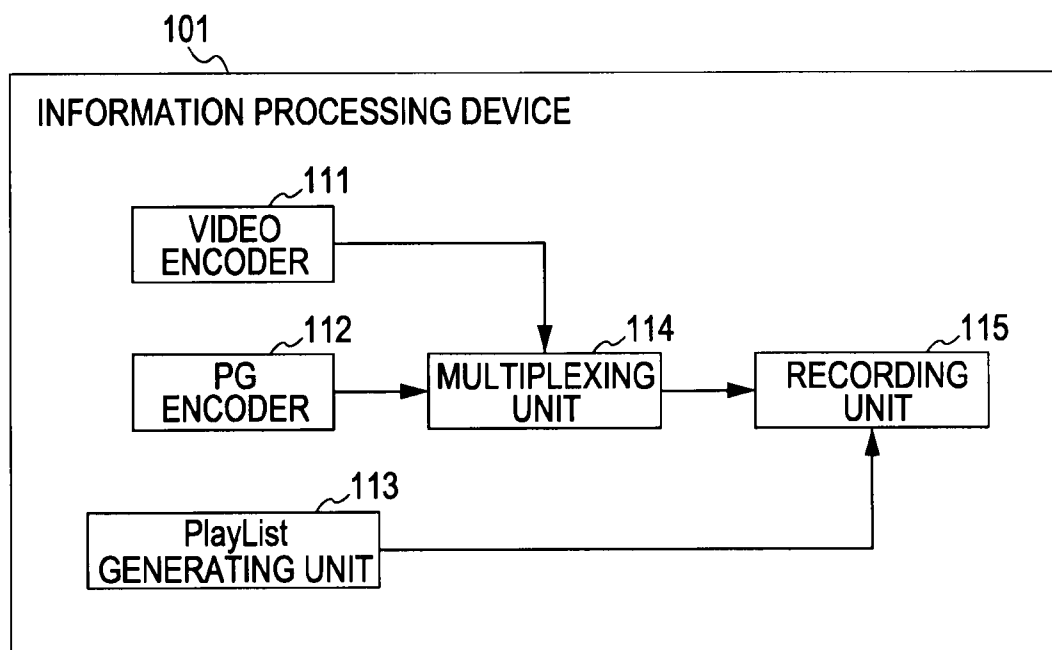 101
INFORMATION PROCESSING DEVICE
111
VIDEO
ENCODER
112
PG
ENCODER
114
MULTIPLEXING
UNIT
115
RECORDING
UNIT
113
PlayList
GENERATING UNIT